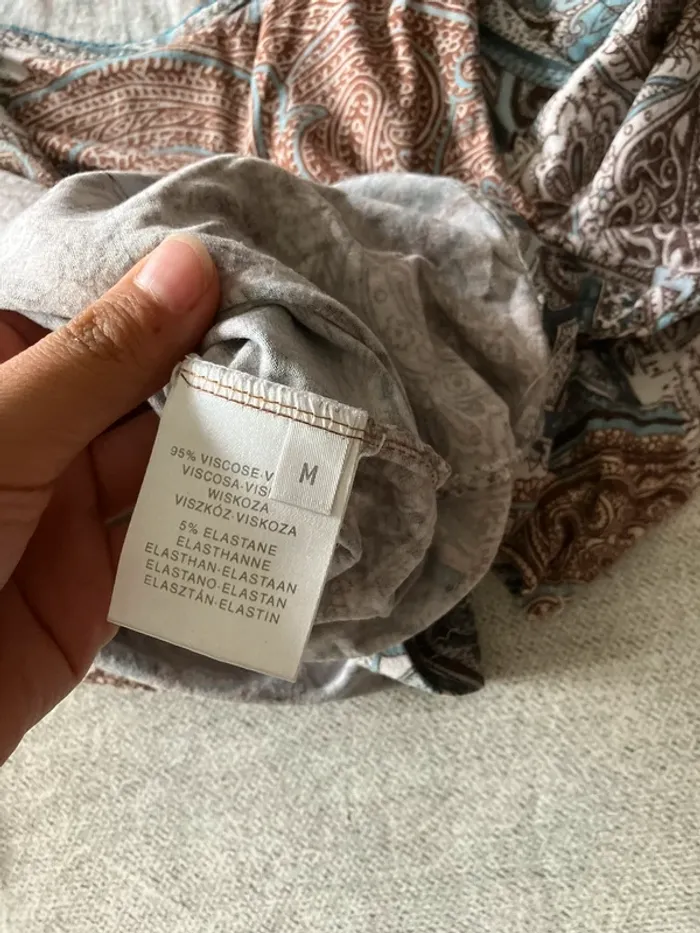 95% VISCOSE-V
VISCOSA-VIS
WISKOZA
VISZKÓZ-VISKOZA
5% ELASTANE
ELASTHANNE
ELASTHAN-ELASTAAN
ELASTANO-ELASTAN
ELASZTÁN-ELASTIN
M